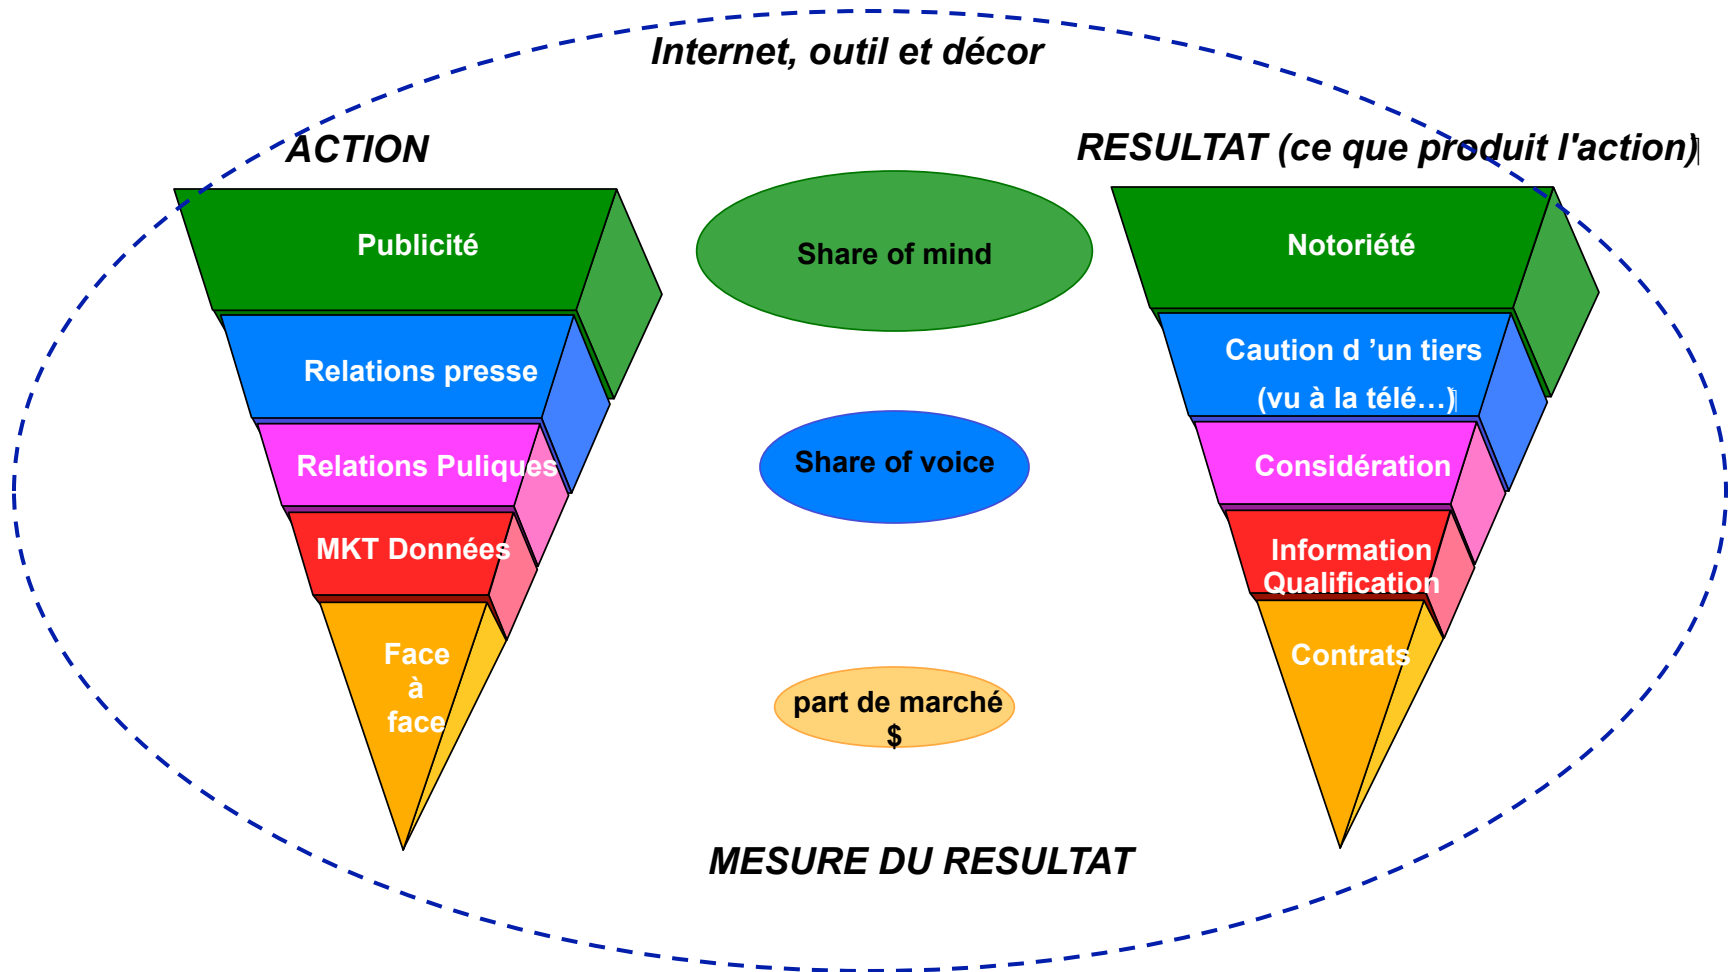 Internet, outil et décor
ACTION
RESULTAT (ce que produit l'action)
Publicité
Share of mind
Notoriété
Relations presse
Caution d ’un tiers
(vu à la télé…)
Relations Puliques
Share of voice
Considération
MKT Données
Information
Qualification
Face
à
face
part de marché
$
Contrats
MESURE DU RESULTAT